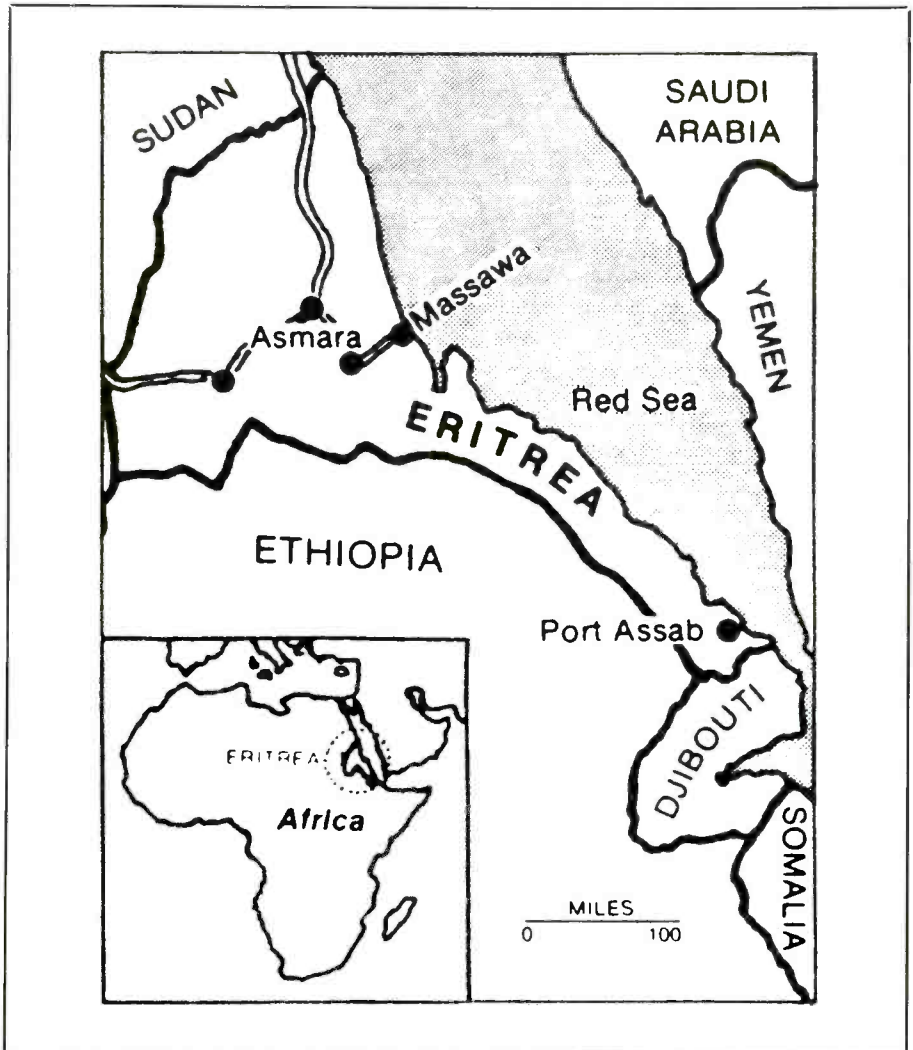 SUDAN
SAUDI
ARABIA
Massawa
Asmara
YEMEN
Red Sea
ERITREA
ETHIOPIA
Port Assab
DJIBOUTI
ERITREA
Africa
SOMALIA
MILES
0 100